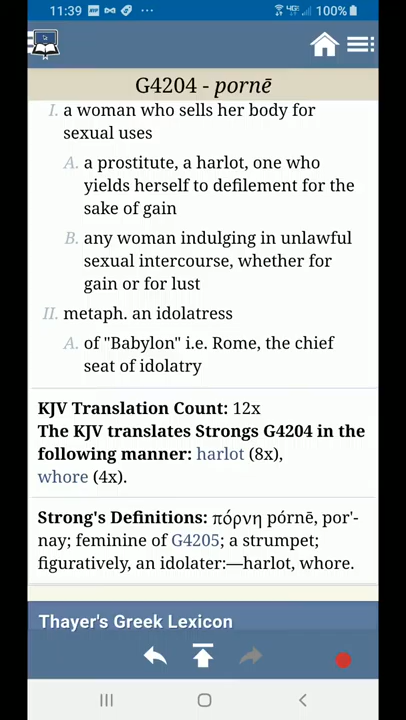 11:39 ... 100%
G4204 - pornē
I. a woman who sells her body for
sexual uses
A. a prostitute, a harlot, one who
yields herself to defilement for the
sake of gain
B. any woman indulging in unlawful
sexual intercourse, whether for
gain or for lust
II. metaph. an idolatress
A. of "Babylon" i.e. Rome, the chief
seat of idolatry
KJV Translation Count: 12x
The KJV translates Strongs G4204 in the
following manner: harlot (8x),
whore (4x).
Strong's Definitions: πόρνη pórnē, por'-
nay; feminine of G4205; a strumpet;
figuratively, an idolater:—harlot, whore.
Thayer's Greek Lexicon